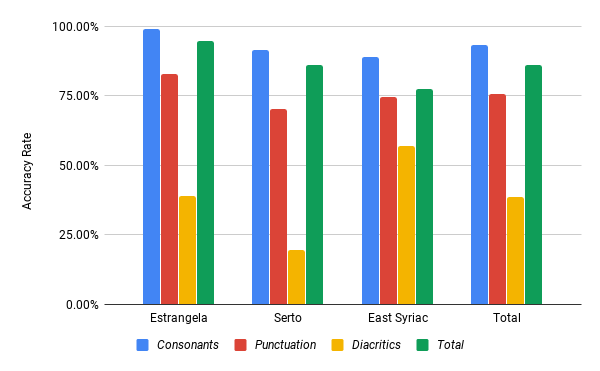 100.00%
75.00%
50.00%
25.00%
0.00%
Accuracy Rate
Estrangela Serto East Syriac Total
Consonants Punctuation Diacritics Total